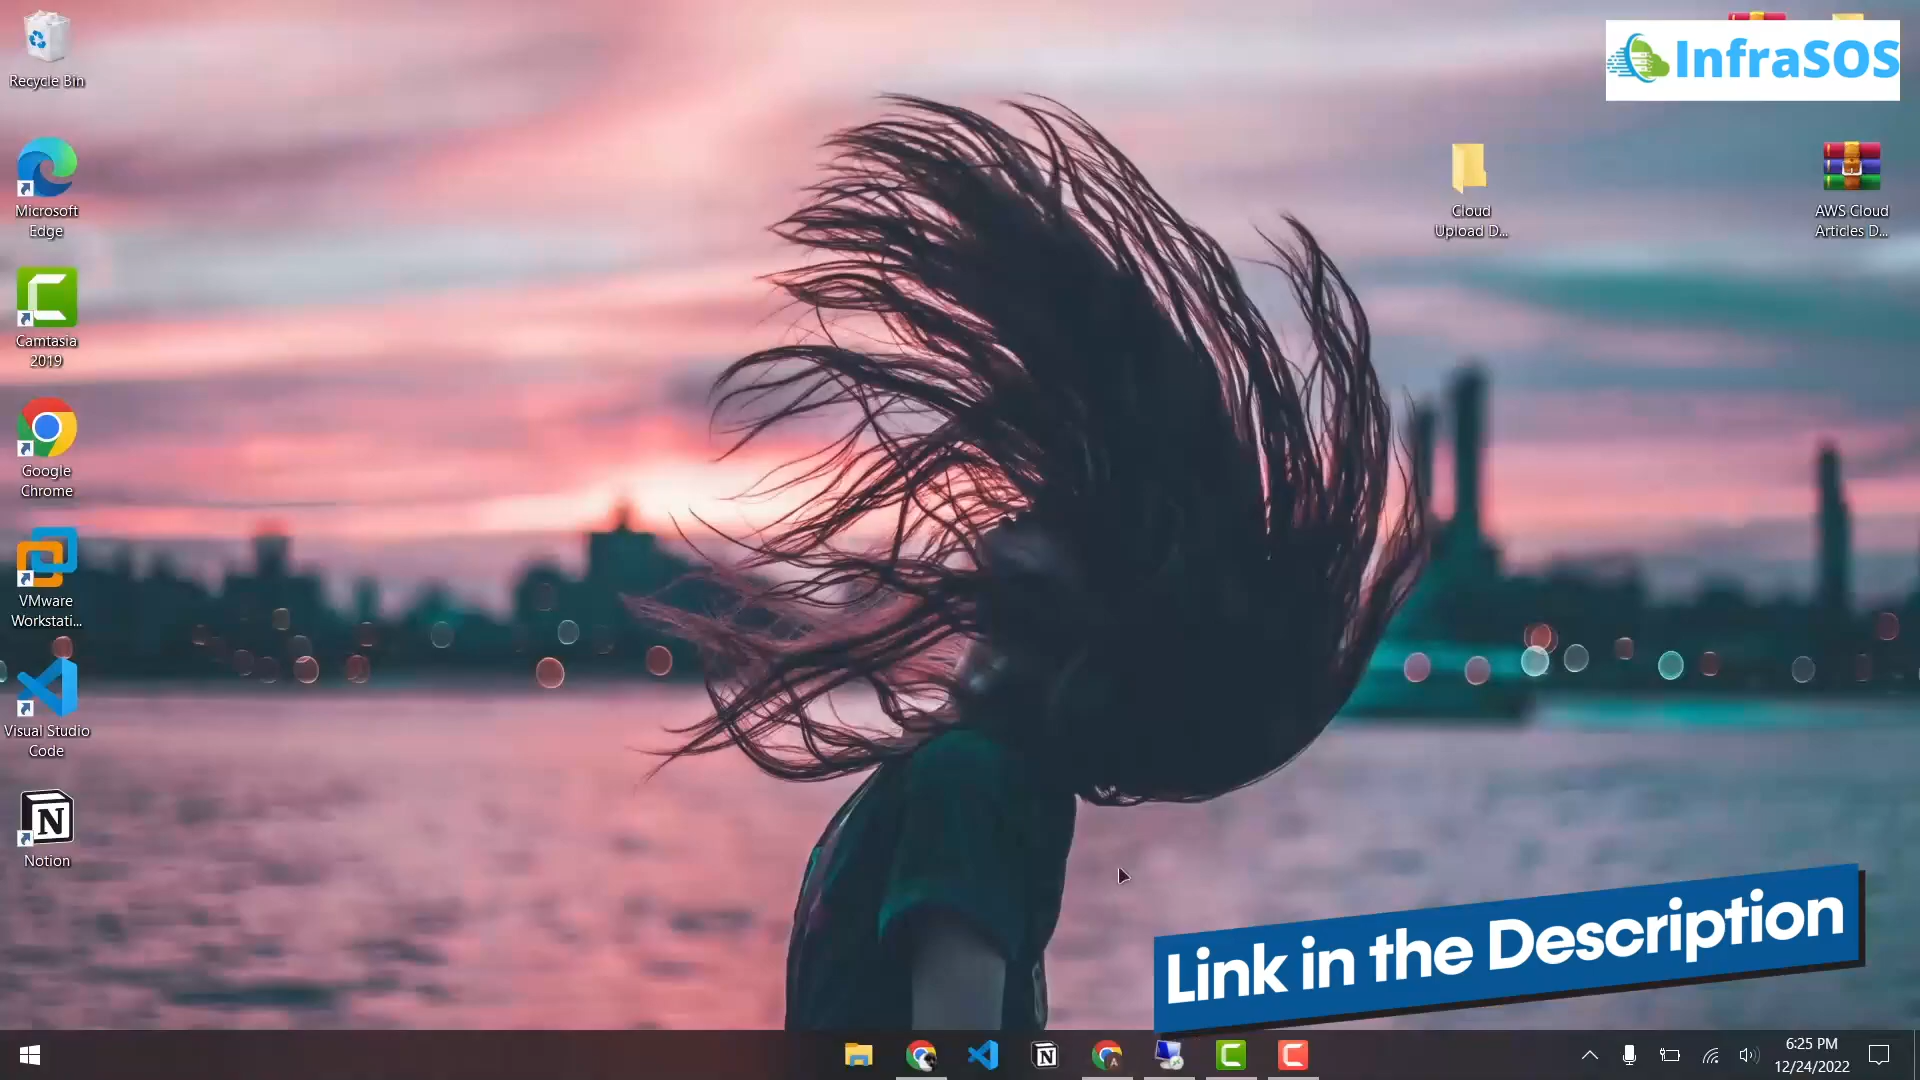 Recycle Bin
InfraSOS
Microsoft
Edge
Cloud
Upload D...
AWS Cloud
Articles D...
Camtasia
2019
Google
Chrome
VMware
Workstati...
Visual Studio
Code
N
Notion
Link in the Description
N
A
6:25 PM
12/24/2022